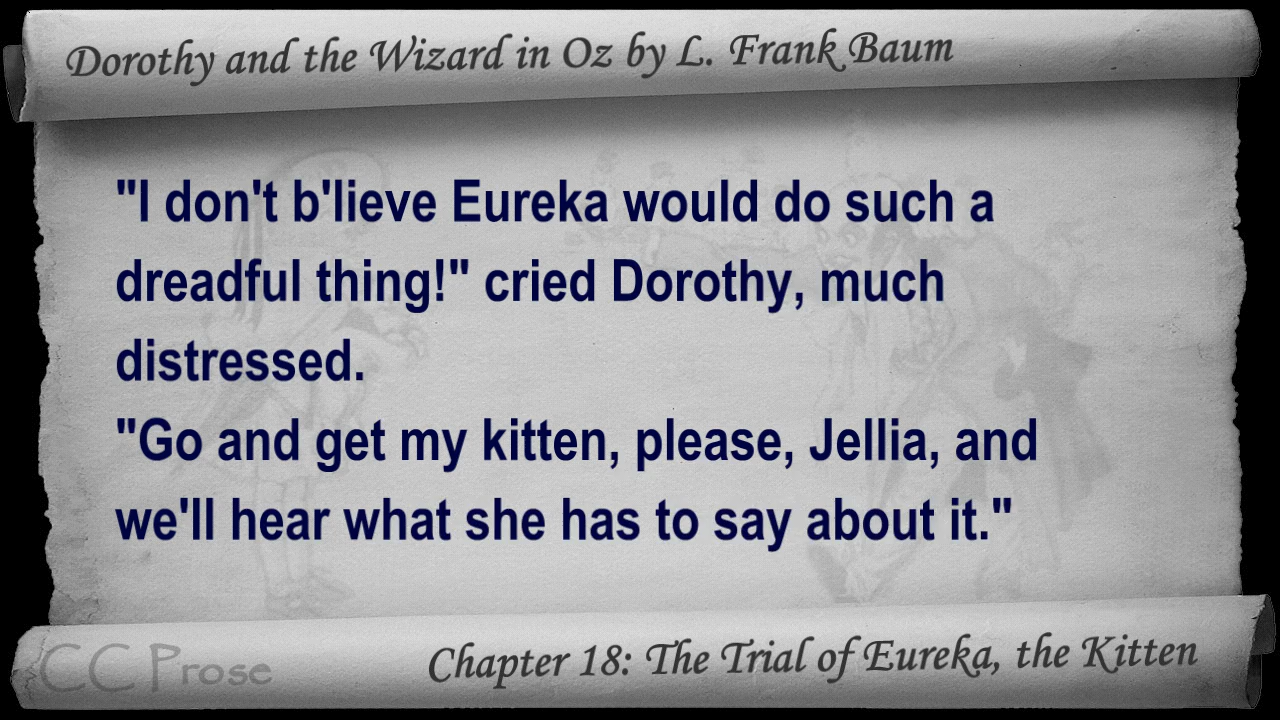 Dorothy and the Wizard in Oz by L. Frank Baum
"I don't b'lieve Eureka would do such a
dreadful thing!" cried Dorothy, much
distressed.
"Go and get my kitten, please, Jellia, and
we'll hear what she has to say about it."
CC Prose
Chapter 18: The Trial of Eureka, the Kitten